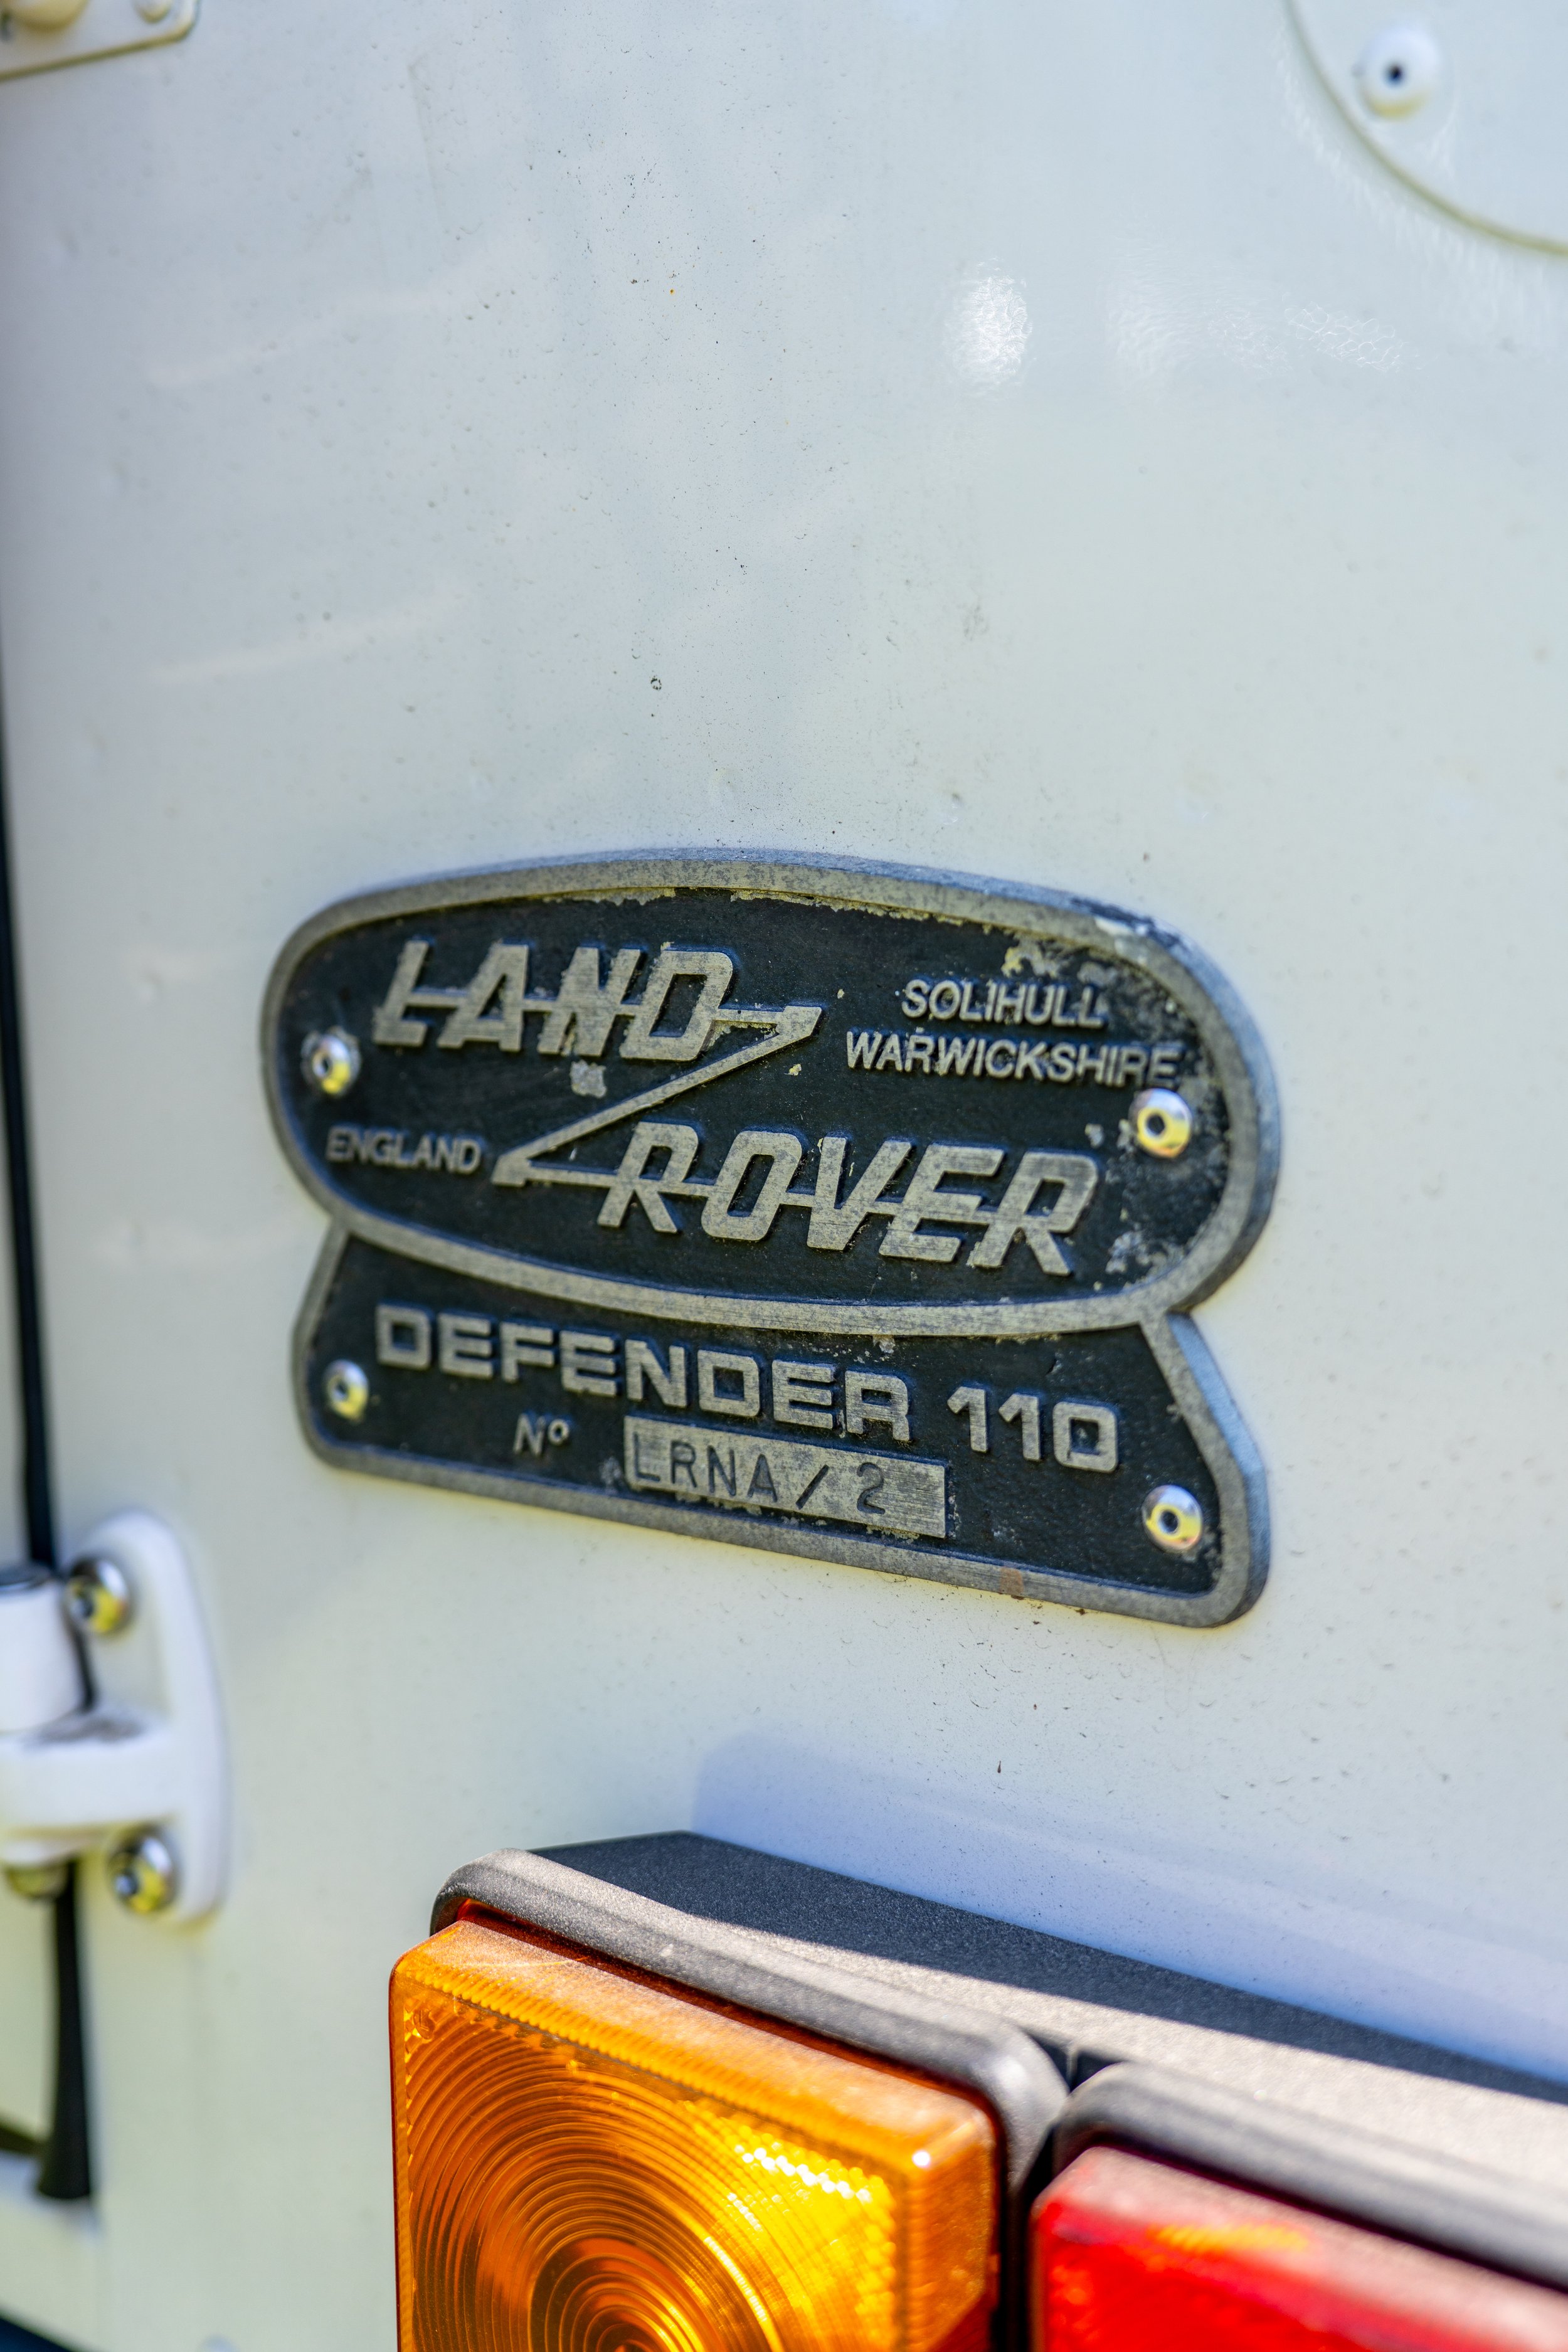 LAND
SOLIHULL
WARWICKSHIRE
ENGLAND
ROVER
DEFENDER 110
Nº LRNA / 2